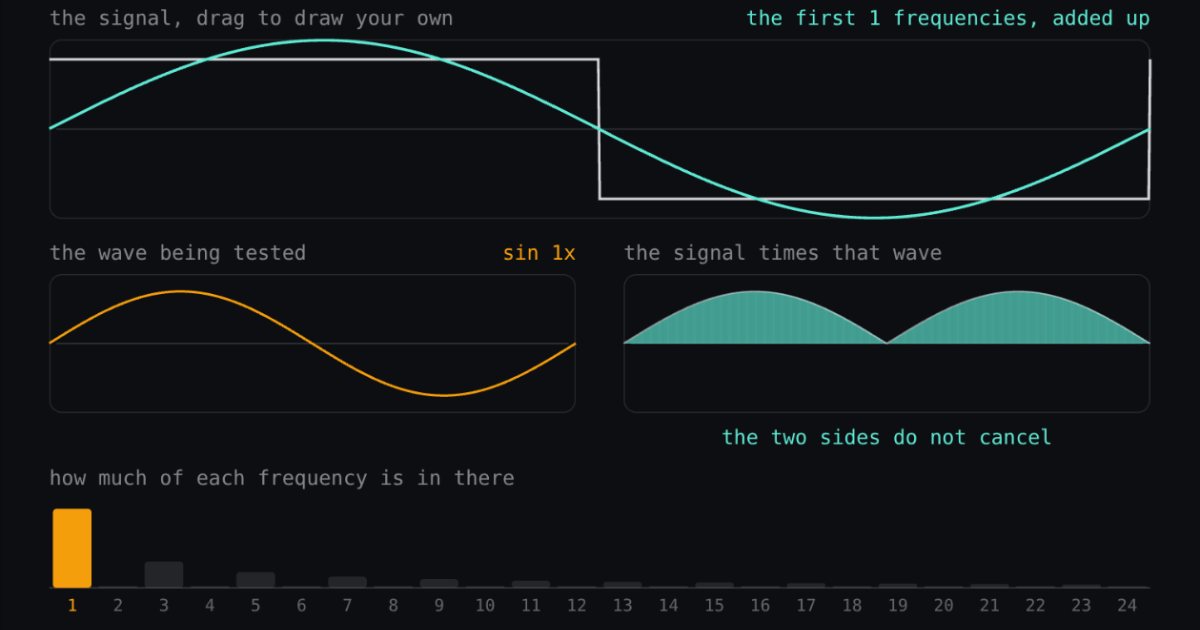 the signal, drag to draw your own
the first 1 frequencies, added up
the wave being tested
sin 1x
the signal times that wave
the two sides do not cancel
how much of each frequency is in there
1 2 3 4 5 6 7 8 9 10 11 12 13 14 15 16 17 18 19 20 21 22 23 24